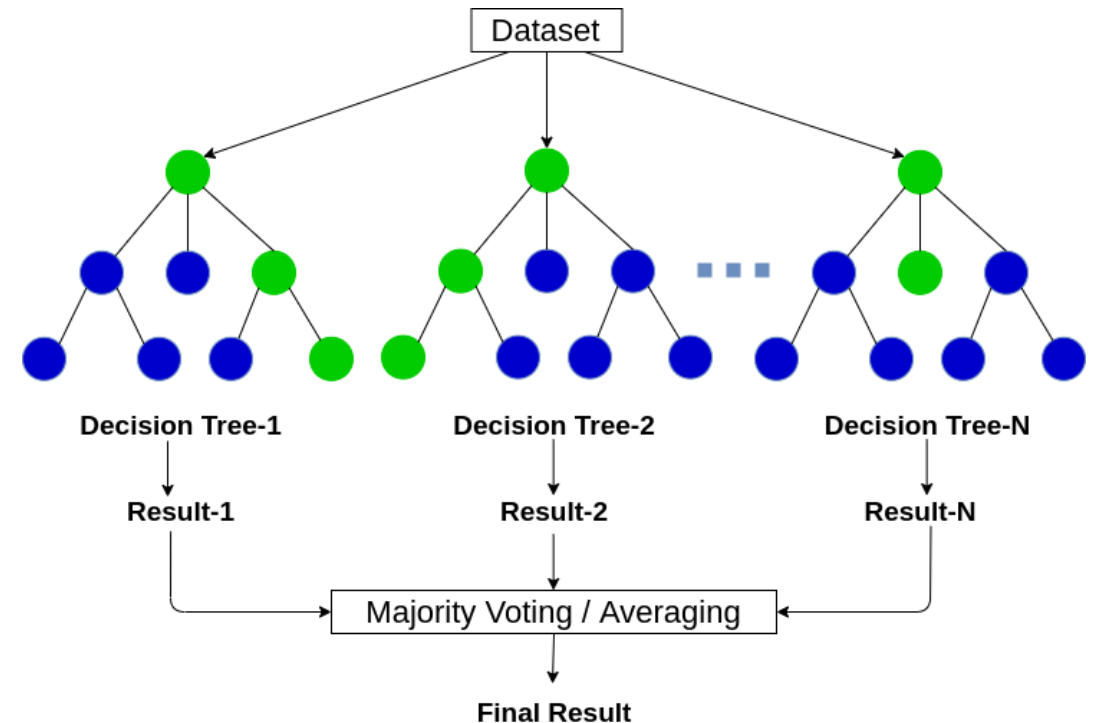 Dataset
Decision Tree-1
Decision Tree-2
Decision Tree-N
Result-1
Result-2
Result-N
Majority Voting / Averaging
Final Result